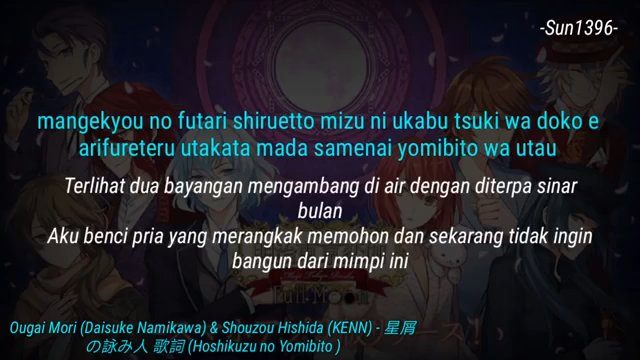 -Sun1396-
mangekyou no futari shiruetto mizu ni ukabu tsuki wa doko e
arifureteru utakata mada samenai yomibito wa utau
Terlihat dua bayangan mengambang di air dengan diterpa sinar
bulan
Aku benci pria yang merangkak memohon dan sekarang tidak ingin
bangun dari mimpi ini
Ougai Mori (Daisuke Namikawa) & Shouzou Hishida (KENN) - 星屑
の詠み人 歌詞 (Hoshikuzu no Yomibito )